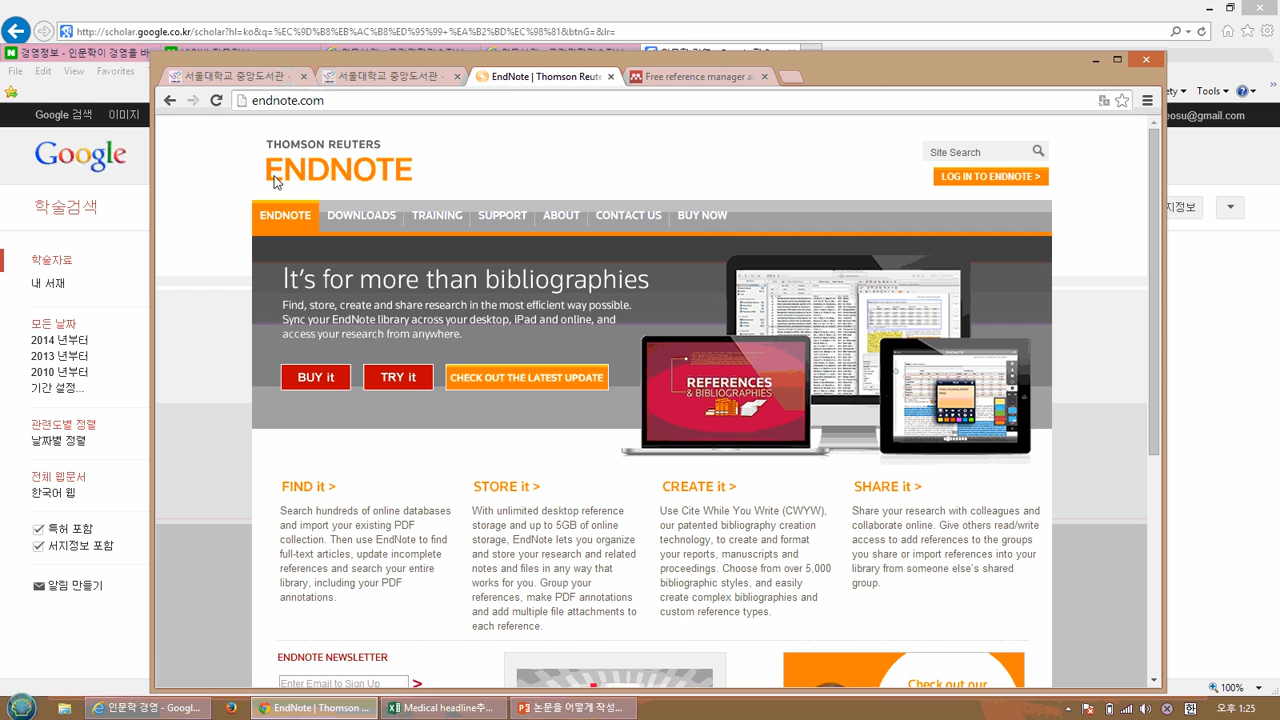 http://scholar.google.co.kr/scholar?hl=ko&q=%EC%9D%B8%EB%AC%B8%ED%95%99+%EA%B2%BD%EC%98%81&btnG=&lr=
경영정보 - 인문학이 경영을 바
File Edit View Favorites
Tools
Google 검색 이미지
eosu@gmail.com
Google
학술검색
지정보
학술자료
내 서재
모든 날짜
2014 년부터
2013 년부터
2010 년부터
기간 설정...
관련도별 정렬
날짜별 정렬
전체 웹문서
한국어 웹
특허 포함
서지정보 포함
알림 만들기
서울대학교 중앙도서관 -
서울대학교 중앙도서관 -
EndNote | Thomson Reute
Free reference manager a
endnote.com
THOMSON REUTERS
ENDNOTE
Site Search
LOG IN TO ENDNOTE >
ENDNOTE DOWNLOADS TRAINING SUPPORT ABOUT CONTACT US BUY NOW
It's for more than bibliographies
Find, store, create and share research in the most efficient way possible.
Sync your EndNote library across your desktop, iPad and online, and
access your research from anywhere.
BUY it TRY it CHECK OUT THE LATEST UPDATE
REFERENCES
& BIBLIOGRAPHIES
FIND it >
Search hundreds of online databases
and import your existing PDF
collection. Then use EndNote to find
full-text articles, update incomplete
references and search your entire
library, including your PDF
annotations.
STORE it >
With unlimited desktop reference
storage and up to 5GB of online
storage, EndNote lets you organize
and store your research and related
notes and files in any way that
works for you. Group your
references, make PDF annotations
and add multiple file attachments to
each reference.
CREATE it >
Use Cite While You Write (CWYW),
our patented bibliography creation
technology, to create and format
your reports, manuscripts and
proceedings. Choose from over 5,000
bibliographic styles, and easily
create complex bibliographies and
custom reference types.
SHARE it >
Share your research with colleagues and
collaborate online. Give others read/write
access to add references to the groups
you share or import references into your
library from someone else's shared
group.
ENDNOTE NEWSLETTER
Enter Email to Sign Up >
Check out our
100%
인문학 경영 - Googl...
EndNote | Thomson ...
Medical headline추...
논문을 어떻게 작성...
오후 1:25